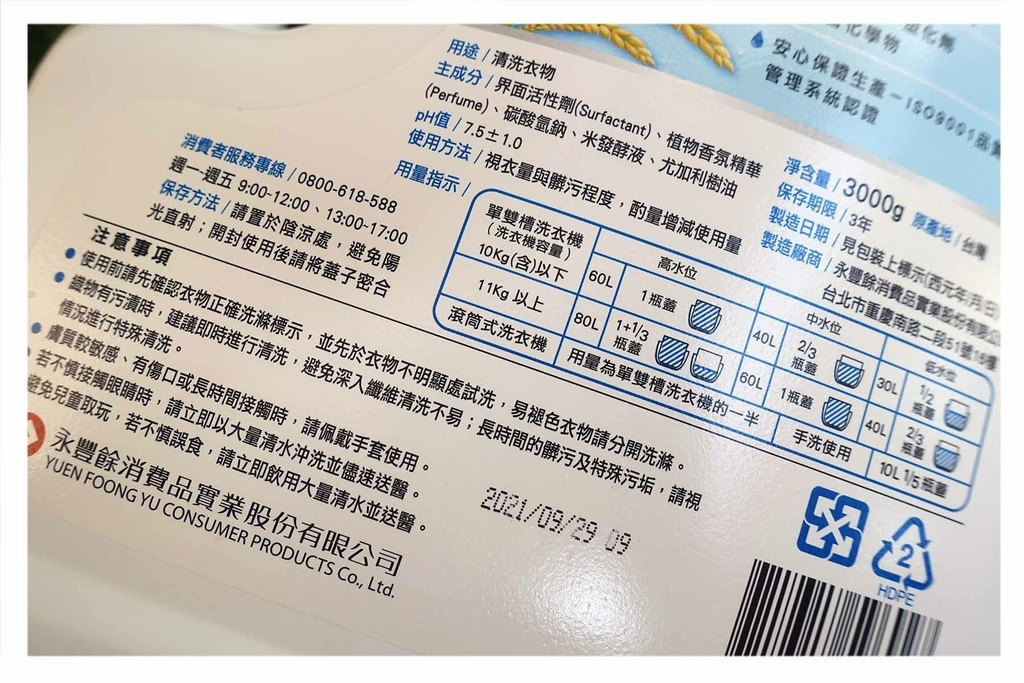 化學物
安心保證生產－ISO9001品質
管理系統認證
用途/清洗衣物
主成分/界面活性劑(Surfactant)、植物香氛精華
(Perfume)、碳酸氫鈉、米發酵液、尤加利樹油
pH值/7.5±1.0
使用方法/視衣量與髒污程度，酌量增減使用量
用量指示/
單雙槽洗衣機
(洗衣機容量)
高水位
中水位
低水位
10Kg(含)以下
60L
1瓶蓋
40L
2/3
瓶蓋
30L
1/2
瓶蓋
11Kg 以上
80L
1+1/3
瓶蓋
60L
1瓶蓋
40L
2/3
瓶蓋
滾筒式洗衣機
用量為單雙槽洗衣機的一半
手洗使用
10L 1/5 瓶蓋
淨含量/3000g 原產地/台灣
保存期限/3年
製造日期/見包裝上標示(西元年/月/日)
製造廠商/永豐餘消費品實業股份有限公
台北市重慶南路二段51號16樓
消費者服務專線/0800-618-588
週一-週五 9:00-12:00、13:00-17:00
保存方法/請置於陰涼處，避免陽
光直射；開封使用後請將蓋子密合
注意事項
使用前請先確認衣物正確洗滌標示，並先於衣物不明顯處試洗，易褪色衣物請分開洗滌。
織物有污漬時，建議即時進行清洗，避免深入纖維清洗不易；長時間的髒污及特殊污垢，請視
情況進行特殊清洗。
膚質較敏感、有傷口或長時間接觸時，請佩戴手套使用。
若不慎接觸眼睛時，請立即以大量清水沖洗並儘速送醫。
避免兒童取玩，若不慎誤食，請立即飲用大量清水並送醫。
永豐餘消費品實業股份有限公司
YUEN FOONG YU CONSUMER PRODUCTS Co., Ltd.
2021/09/29 09
2
HDPE